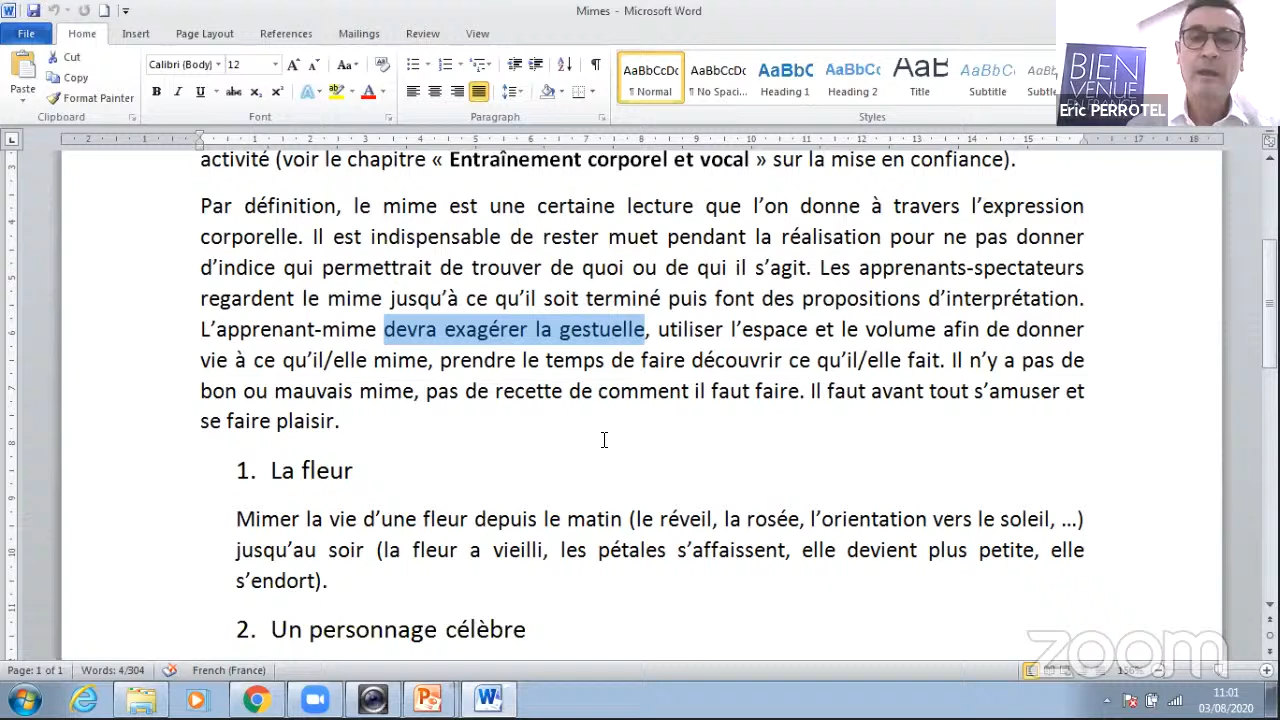 Mimes - Microsoft Word
File Home Insert Page Layout References Mailings Review View
Cut
Copy
Format Painter
Paste
Calibri (Body) 12
AaBbCcDc AaBbCcDc AaBbC AaBbCc AaB AaBbCc
¶ Normal ¶ No Spaci... Heading 1 Heading 2 Title Subtitle
Clipboard Font Paragraph Styles
BIEN
VENUE
EN FRANCE
Eric PERROTEL
activité (voir le chapitre « Entraînement corporel et vocal » sur la mise en confiance).
Par définition, le mime est une certaine lecture que l’on donne à travers l’expression
corporelle. Il est indispensable de rester muet pendant la réalisation pour ne pas donner
d’indice qui permettrait de trouver de quoi ou de qui il s’agit. Les apprenants-spectateurs
regardent le mime jusqu’à ce qu’il soit terminé puis font des propositions d’interprétation.
L’apprenant-mime devra exagérer la gestuelle, utiliser l’espace et le volume afin de donner
vie à ce qu’il/elle mime, prendre le temps de faire découvrir ce qu’il/elle fait. Il n’y a pas de
bon ou mauvais mime, pas de recette de comment il faut faire. Il faut avant tout s’amuser et
se faire plaisir.
1. La fleur
Mimer la vie d’une fleur depuis le matin (le réveil, la rosée, l’orientation vers le soleil, …)
jusqu’au soir (la fleur a vieilli, les pétales s’affaissent, elle devient plus petite, elle
s’endort).
2. Un personnage célèbre
zoom
Page: 1 of 1 Words: 4/304 French (France)
11:01
03/08/2020